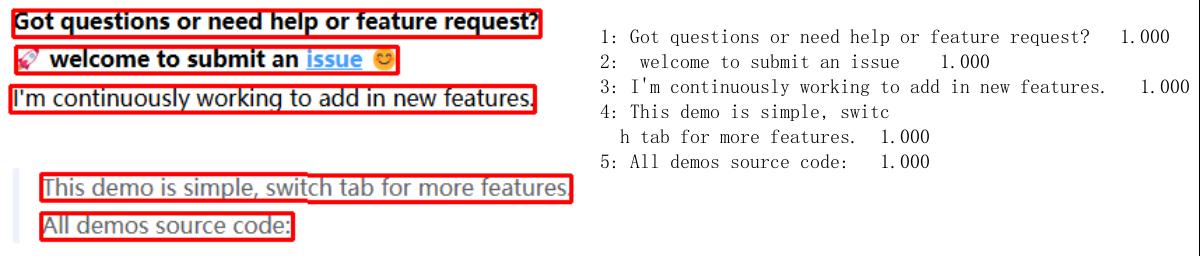 Got questions or need help or feature request?
🚀 welcome to submit an issue 😊
I'm continuously working to add in new features.
This demo is simple, switch tab for more features.
All demos source code:
1: Got questions or need help or feature request? 1.000
2: welcome to submit an issue 1.000
3: I'm continuously working to add in new features. 1.000
4: This demo is simple, switc
h tab for more features. 1.000
5: All demos source code: 1.000